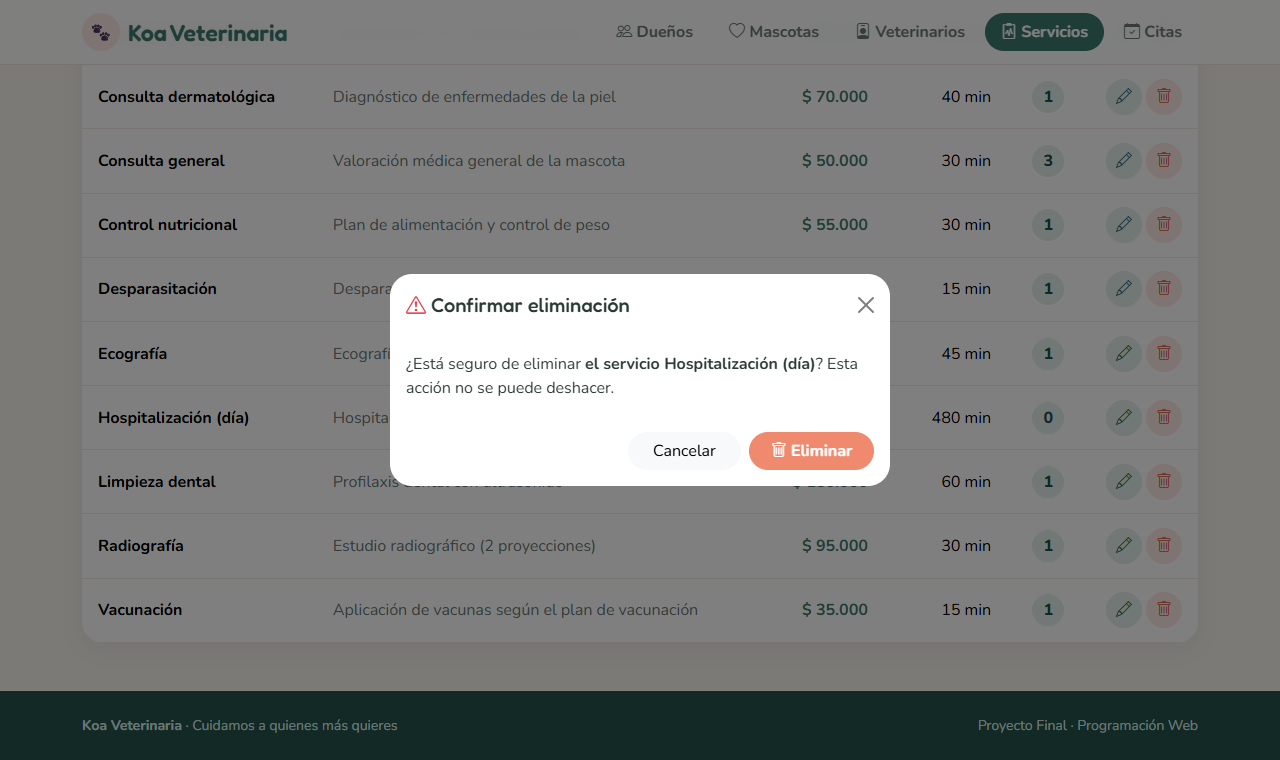 Koa Veterinaria Dueños Mascotas Veterinarios Servicios Citas
Consulta dermatológica Diagnóstico de enfermedades de la piel $ 70.000 40 min 1
Consulta general Valoración médica general de la mascota $ 50.000 30 min 3
Control nutricional Plan de alimentación y control de peso $ 55.000 30 min 1
Desparasitación 15 min 1
Confirmar eliminación
Ecografía 45 min 1
¿Está seguro de eliminar el servicio Hospitalización (día)? Esta
acción no se puede deshacer.
Hospitalización (día) 480 min 0
Cancelar Eliminar
Limpieza dental 60 min 1
Radiografía Estudio radiográfico (2 proyecciones) $ 95.000 30 min 1
Vacunación Aplicación de vacunas según el plan de vacunación $ 35.000 15 min 1
Koa Veterinaria · Cuidamos a quienes más quieres Proyecto Final · Programación Web